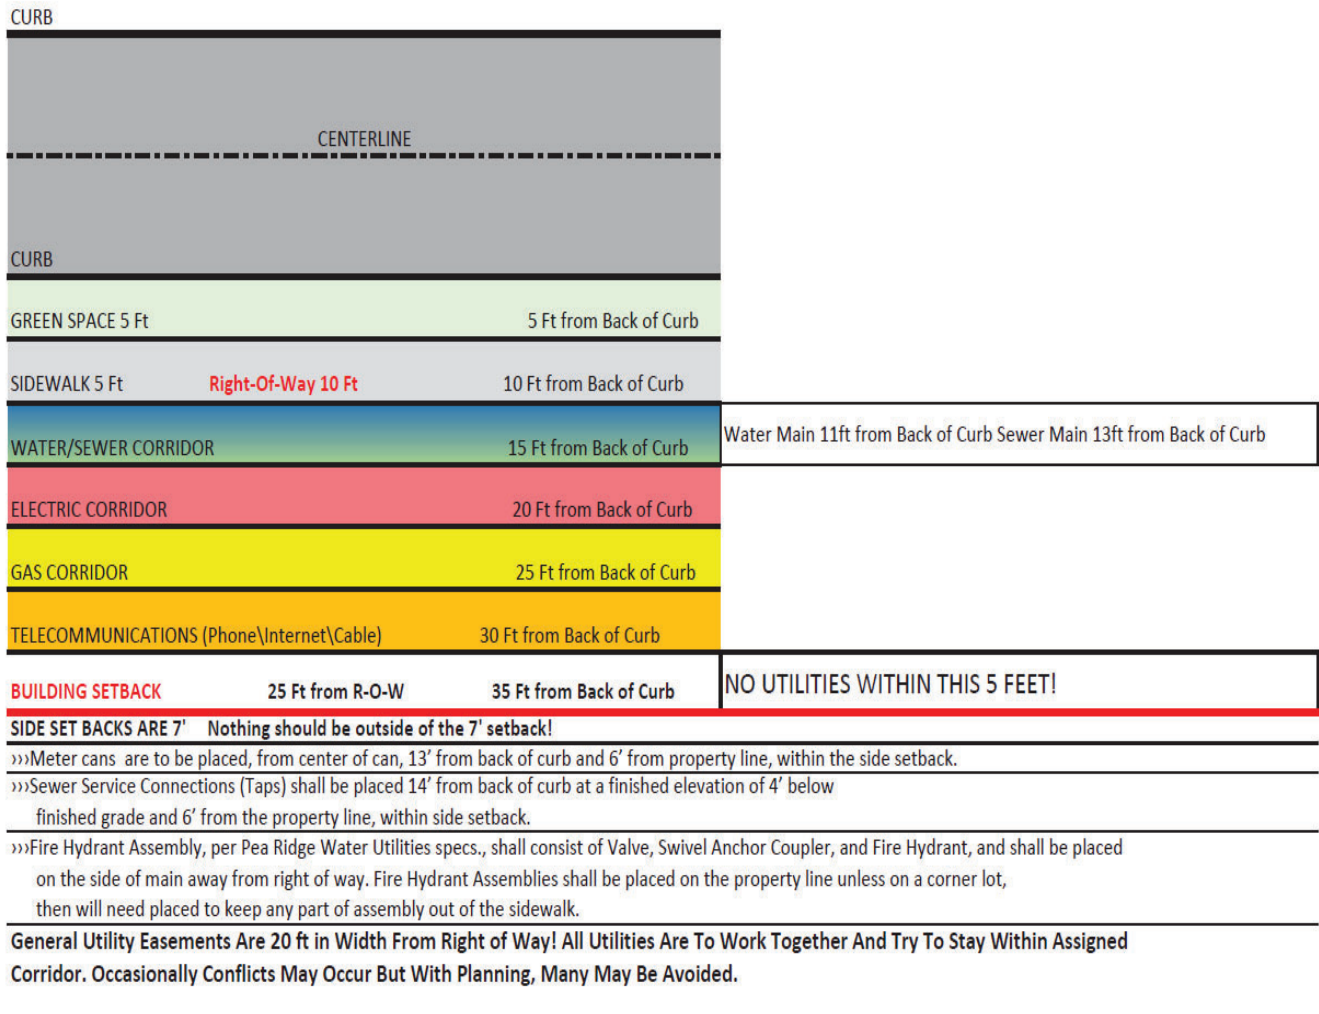 CURB
CENTERLINE
CURB
GREEN SPACE 5 Ft 5 Ft from Back of Curb
SIDEWALK 5 Ft Right-Of-Way 10 Ft 10 Ft from Back of Curb
WATER/SEWER CORRIDOR 15 Ft from Back of Curb Water Main 11ft from Back of Curb Sewer Main 13ft from Back of Curb
ELECTRIC CORRIDOR 20 Ft from Back of Curb
GAS CORRIDOR 25 Ft from Back of Curb
TELECOMMUNICATIONS (Phone\Internet\Cable) 30 Ft from Back of Curb
BUILDING SETBACK 25 Ft from R-O-W 35 Ft from Back of Curb NO UTILITIES WITHIN THIS 5 FEET!
SIDE SET BACKS ARE 7' Nothing should be outside of the 7' setback!
›››Meter cans are to be placed, from center of can, 13’ from back of curb and 6’ from property line, within the side setback.
›››Sewer Service Connections (Taps) shall be placed 14’ from back of curb at a finished elevation of 4’ below
finished grade and 6’ from the property line, within side setback.
›››Fire Hydrant Assembly, per Pea Ridge Water Utilities specs., shall consist of Valve, Swivel Anchor Coupler, and Fire Hydrant, and shall be placed
on the side of main away from right of way. Fire Hydrant Assemblies shall be placed on the property line unless on a corner lot,
then will need placed to keep any part of assembly out of the sidewalk.
General Utility Easements Are 20 ft in Width From Right of Way! All Utilities Are To Work Together And Try To Stay Within Assigned
Corridor. Occasionally Conflicts May Occur But With Planning, Many May Be Avoided.